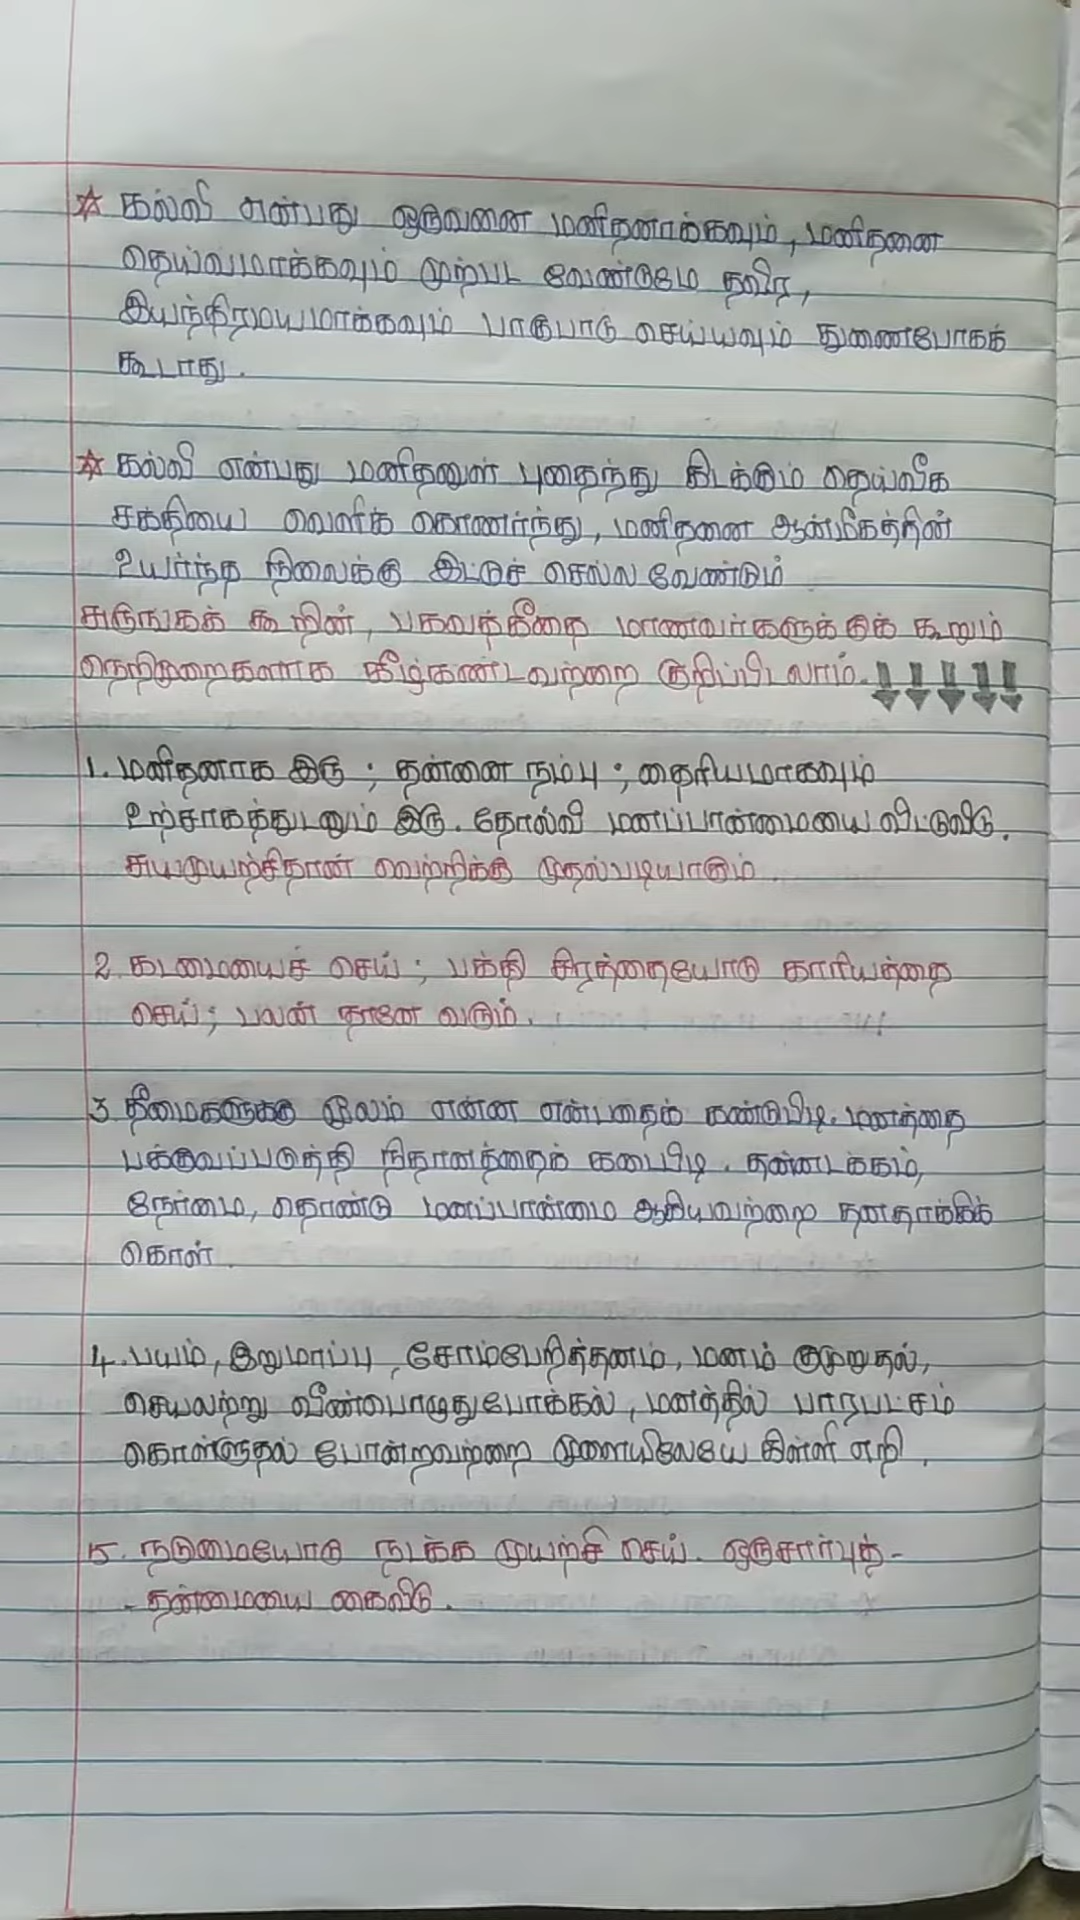 ☆ கல்வி என்பது ஒருவனை மனிதனாக்கவும், மனிதனை
தெய்வமாக்கவும் முற்பட வேண்டுமே தவிர,
இயந்திரமயமாக்கவும் பாகுபாடு செய்யவும் துணைபோகக்
கூடாது.
☆ கல்வி என்பது மனிதனுள் புதைந்து கிடக்கும் தெய்வீக
சக்தியை வெளிக் கொணர்ந்து, மனிதனை ஆன்மீகத்தின்
உயர்ந்த நிலைக்கு இட்டுச் செல்ல வேண்டும்
சுருங்கக் கூறின், பகவத்கீதை மாணவர்களுக்குக் கூறும்
நெறிமுறைகளாக கீழ்கண்டவற்றை குறிப்பிடலாம்.
1. மனிதனாக இரு ; தன்னை நம்பு ; தைரியமாகவும்
உற்சாகத்துடனும் இரு. தோல்வி மனப்பான்மையை விட்டுவிடு.
சுயமுயற்சிதான் வெற்றிக்கு முதல்படியாகும்.
2. கடமையைச் செய் ; பக்தி சிரத்தையோடு காரியத்தை
செய் ; பலன் தானே வரும்.
3. தீமைகளுக்கு மூலம் என்ன என்பதைக் கண்டுபிடி. மனத்தை
பக்குவப்படுத்தி நிதானத்தைக் கடைபிடி. தன்னடக்கம்,
நேர்மை, தொண்டு மனப்பான்மை ஆகியவற்றை தனதாக்கிக்
கொள்.
4. பயம், இறுமாப்பு, சோம்பேறித்தனம், மனம் குமுறுதல்,
செயலற்று வீண்பொழுதுபோக்கல், மனத்தில் பாரபட்சம்
கொள்ளுதல் போன்றவற்றை முளையிலேயே கிள்ளி எறி.
5. நடுமையோடு நடக்க முயற்சி செய். ஒருசார்புத்-
- தன்மையை கைவிடு.